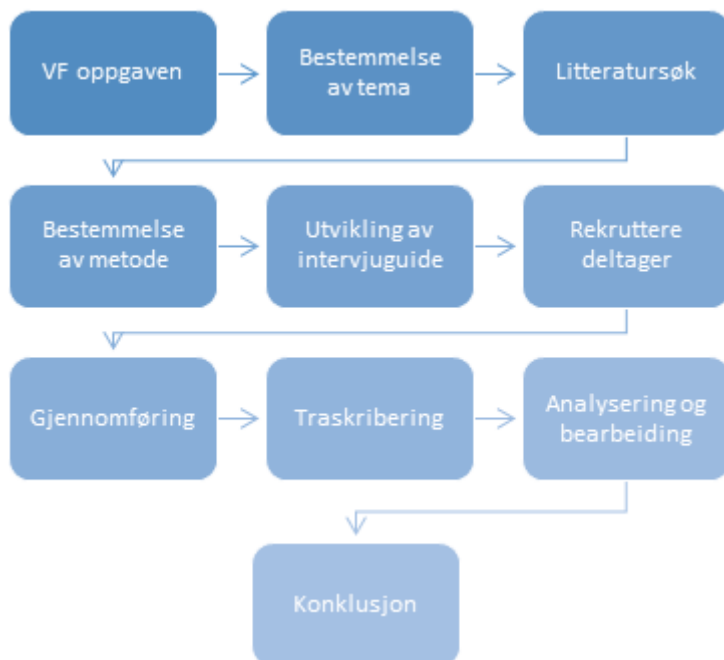 VF oppgaven
Bestemmelse
av tema
Litteratursøk
Bestemmelse
av metode
Utvikling av
intervjuguide
Rekruttere
deltager
Gjennomføring
Traskribering
Analysering og
bearbeiding
Konklusjon